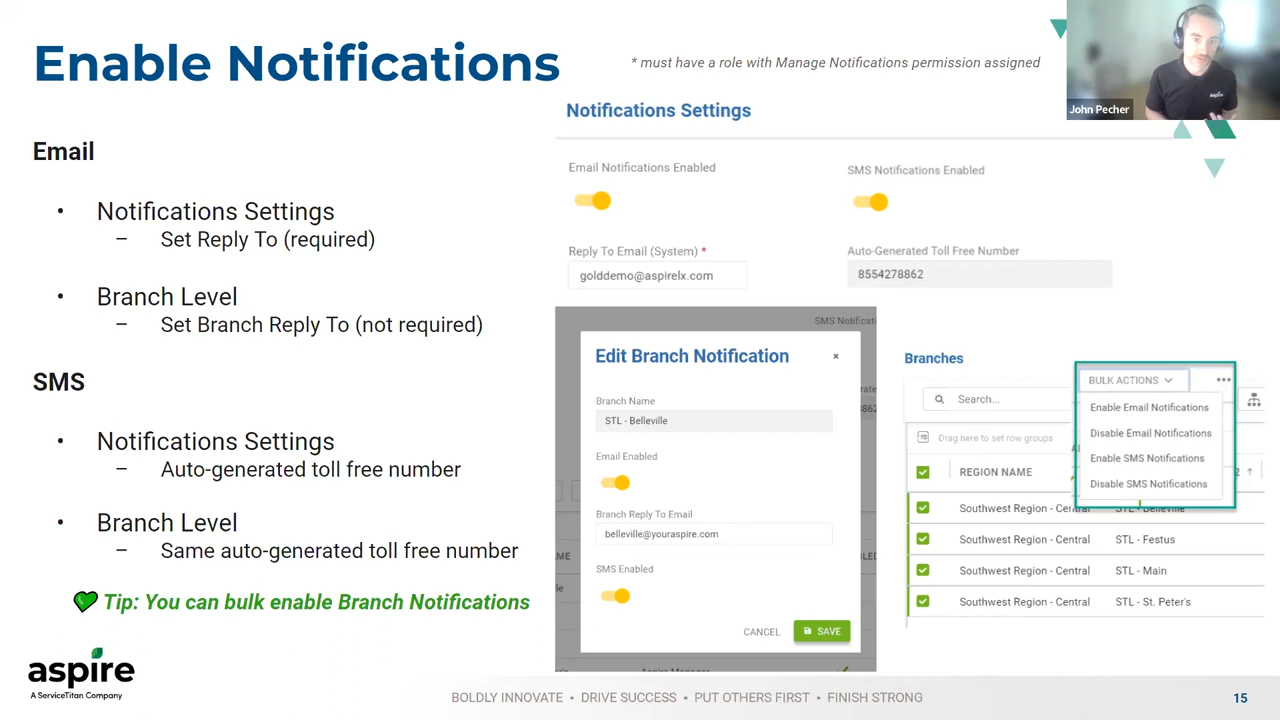 Enable Notifications
* must have a role with Manage Notifications permission assigned
aspire
John Pecher
Email
• Notifications Settings
– Set Reply To (required)
• Branch Level
– Set Branch Reply To (not required)
SMS
• Notifications Settings
– Auto-generated toll free number
• Branch Level
– Same auto-generated toll free number
Tip: You can bulk enable Branch Notifications
Notifications Settings
Email Notifications Enabled
SMS Notifications Enabled
Reply To Email (System) *
golddemo@aspirelx.com
Auto-Generated Toll Free Number
8554278862
Edit Branch Notification
×
Branch Name
STL - Belleville
Email Enabled
Branch Reply To Email
belleville@youraspire.com
SMS Enabled
CANCEL
SAVE
Branches
Search...
BULK ACTIONS
Enable Email Notifications
Disable Email Notifications
Enable SMS Notifications
Disable SMS Notifications
Drag here to set row groups
REGION NAME
Southwest Region - Central STL - Belleville
Southwest Region - Central STL - Festus
Southwest Region - Central STL - Main
Southwest Region - Central STL - St. Peter's
aspire
A ServiceTitan Company
BOLDLY INNOVATE • DRIVE SUCCESS • PUT OTHERS FIRST • FINISH STRONG
15